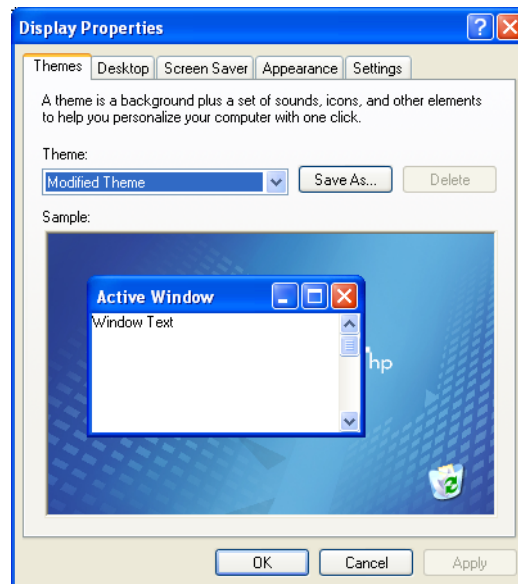 Display Properties
Themes Desktop Screen Saver Appearance Settings
A theme is a background plus a set of sounds, icons, and other elements
to help you personalize your computer with one click.
Theme:
Modified Theme Save As... Delete
Sample:
Active Window
Window Text
hp
OK Cancel Apply